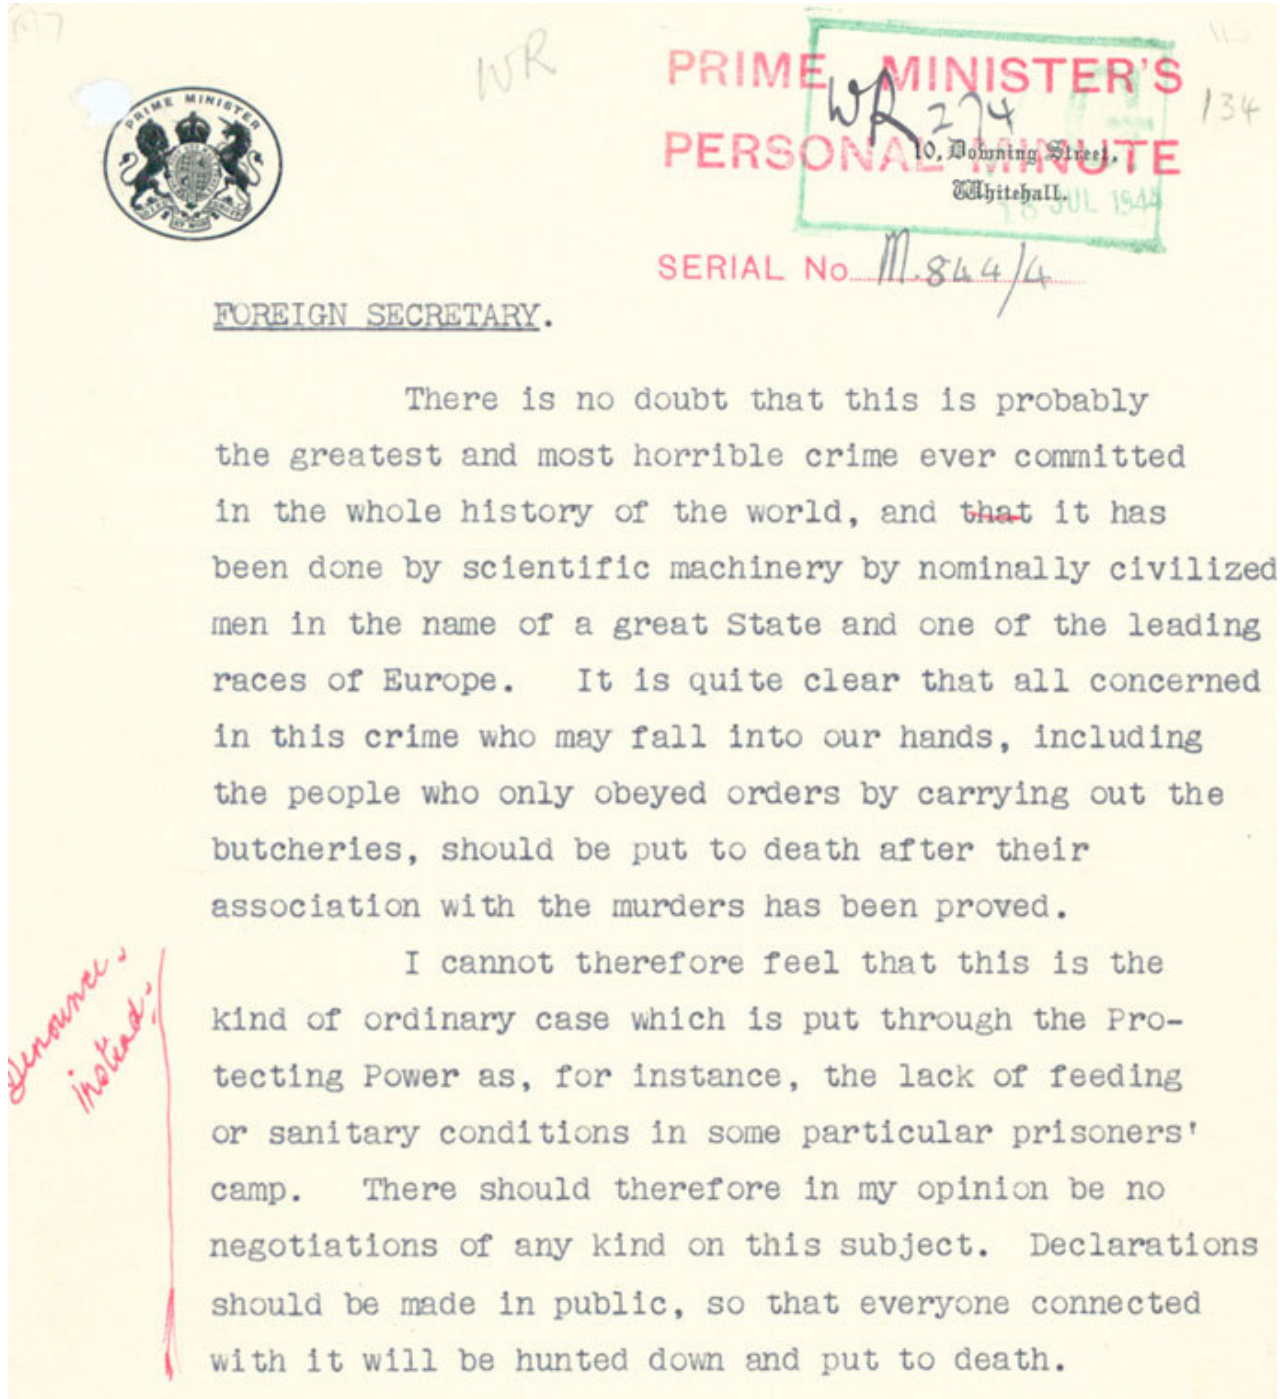 WR
PRIME MINISTER'S
134
PRIME MINISTER
WR 274
PERSONAL MINUTE
10, Downing Street,
Whitehall.
JUL 1944
SERIAL No. M.844/4
FOREIGN SECRETARY.
There is no doubt that this is probably
the greatest and most horrible crime ever committed
in the whole history of the world, and that it has
been done by scientific machinery by nominally civilized
men in the name of a great State and one of the leading
races of Europe. It is quite clear that all concerned
in this crime who may fall into our hands, including
the people who only obeyed orders by carrying out the
butcheries, should be put to death after their
association with the murders has been proved.
I cannot therefore feel that this is the
kind of ordinary case which is put through the Pro-
tecting Power as, for instance, the lack of feeding
or sanitary conditions in some particular prisoners'
camp. There should therefore in my opinion be no
negotiations of any kind on this subject. Declarations
should be made in public, so that everyone connected
with it will be hunted down and put to death.
denounce.
instead.